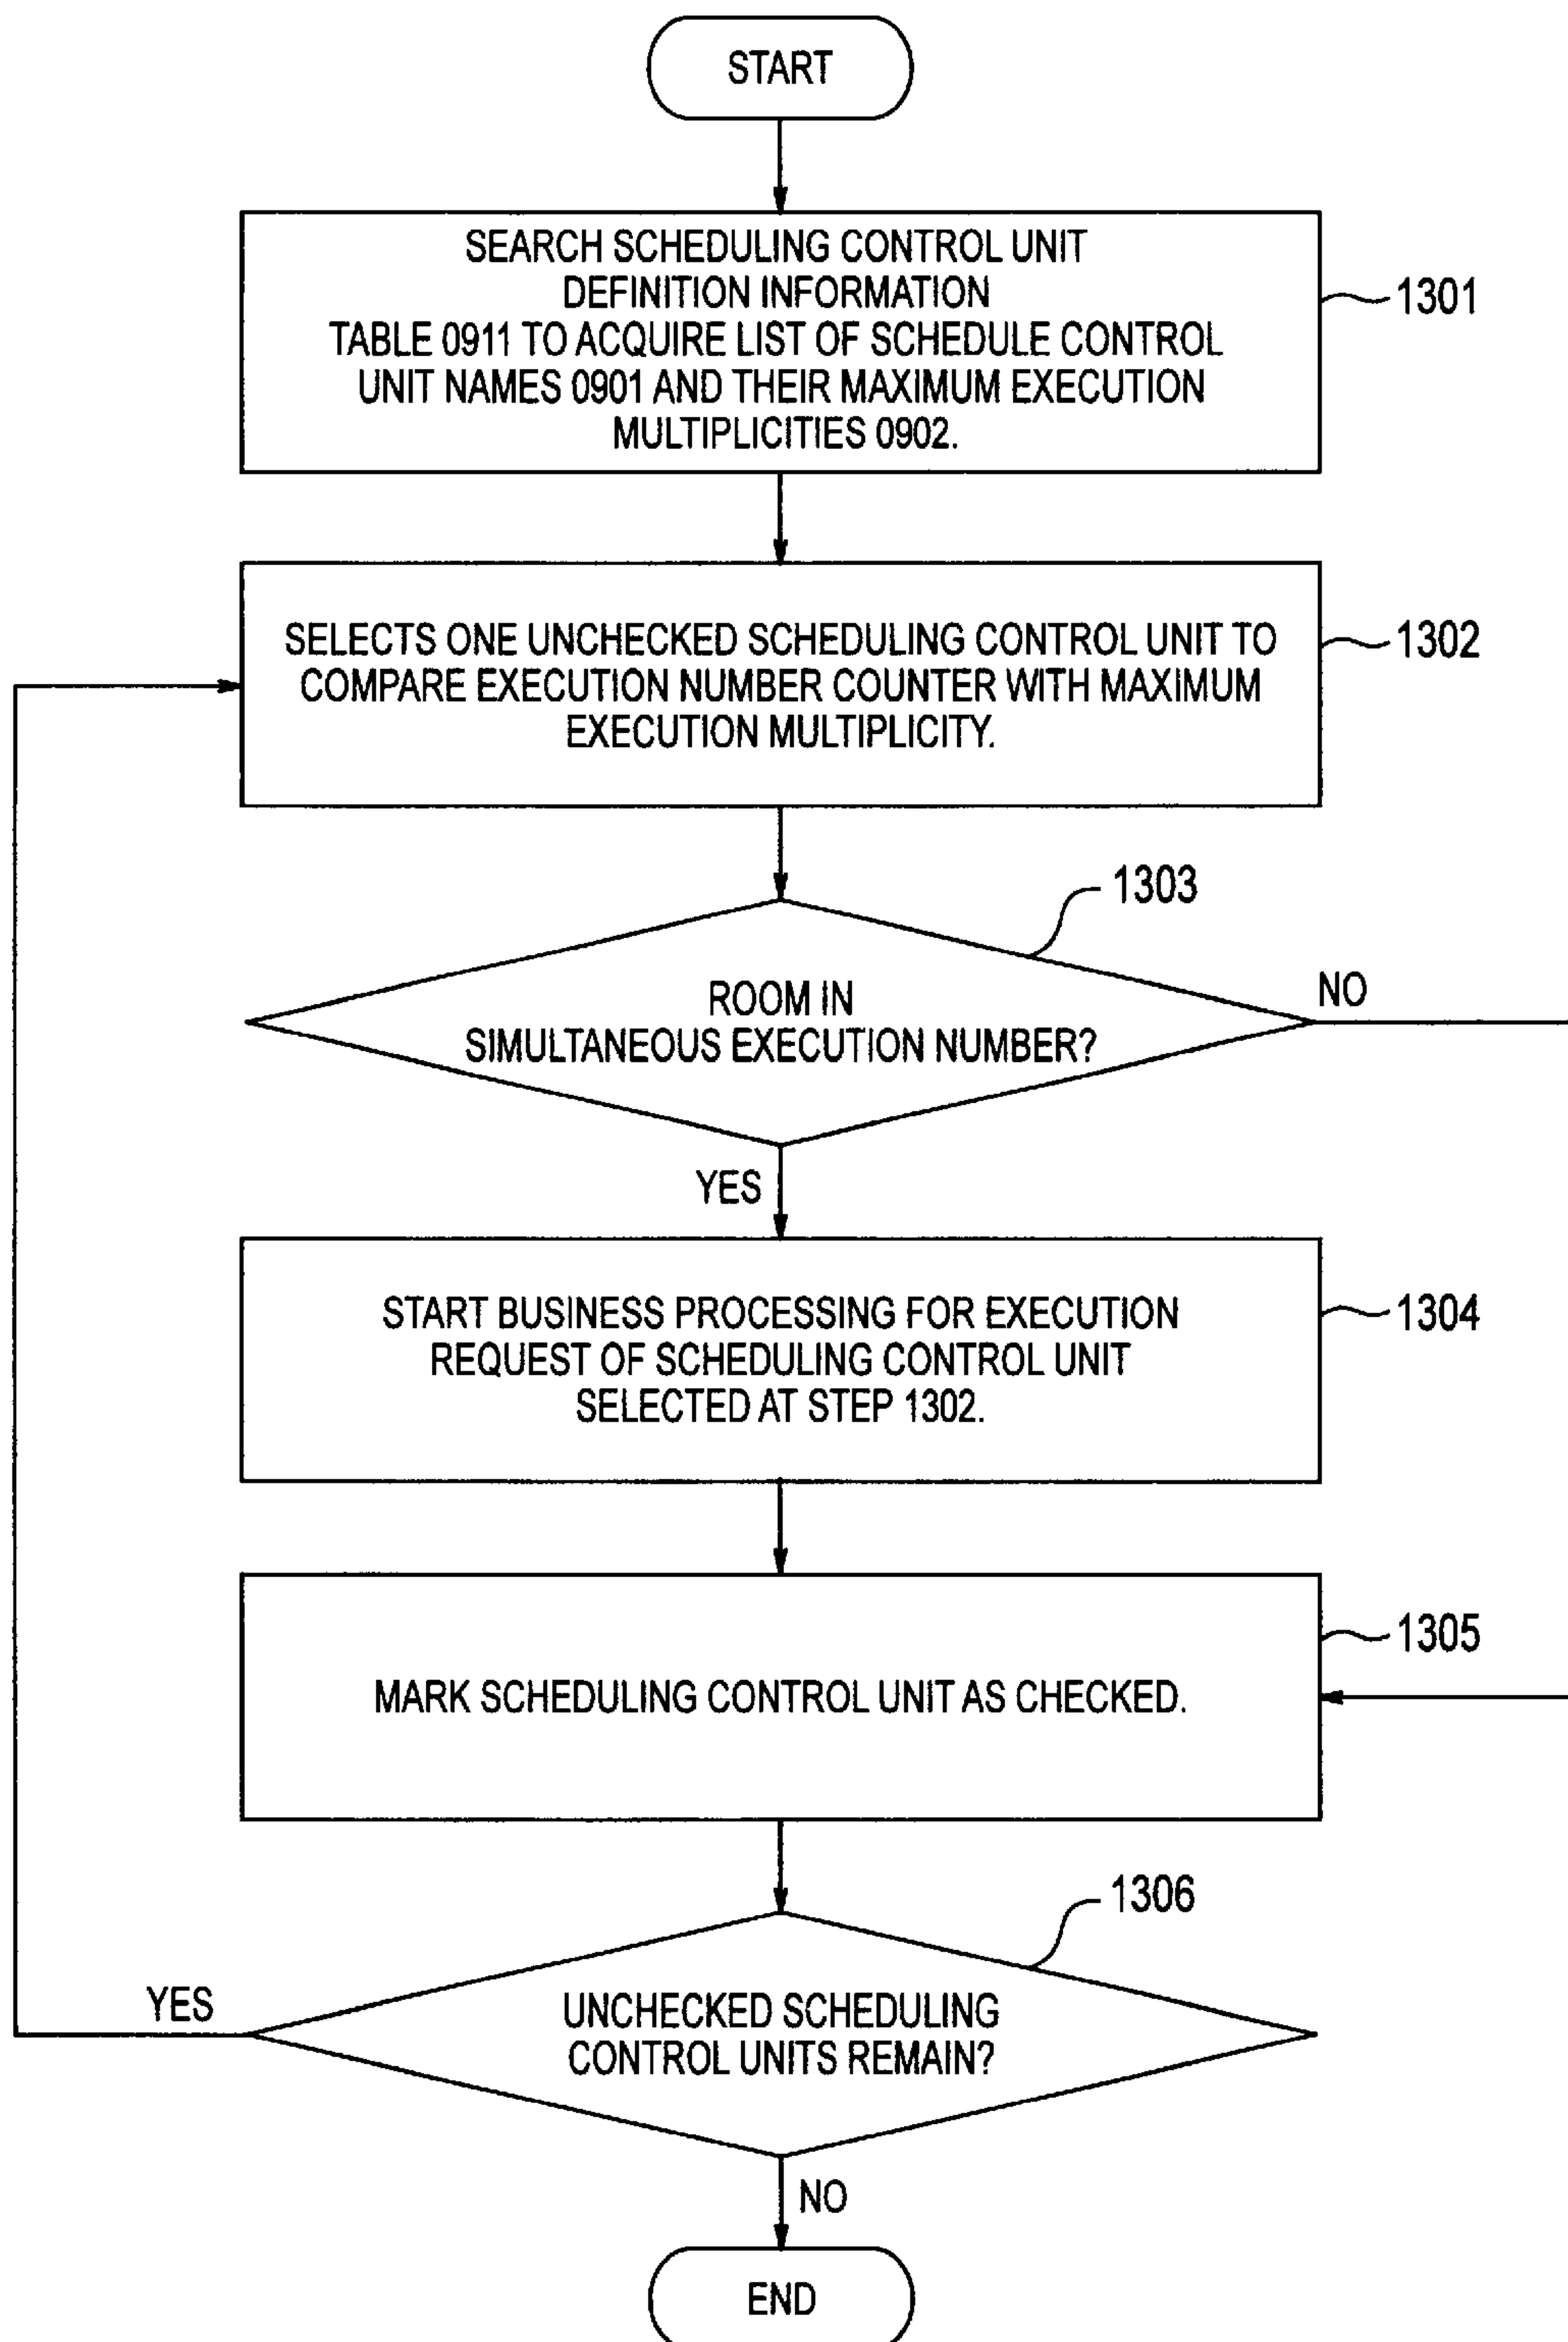 START
SEARCH SCHEDULING CONTROL UNIT
DEFINITION INFORMATION
TABLE 0911 TO ACQUIRE LIST OF SCHEDULE CONTROL
UNIT NAMES 0901 AND THEIR MAXIMUM EXECUTION
MULTIPLICITIES 0902.
1301
SELECTS ONE UNCHECKED SCHEDULING CONTROL UNIT TO
COMPARE EXECUTION NUMBER COUNTER WITH MAXIMUM
EXECUTION MULTIPLICITY.
1302
1303
ROOM IN
SIMULTANEOUS EXECUTION NUMBER?
NO
YES
START BUSINESS PROCESSING FOR EXECUTION
REQUEST OF SCHEDULING CONTROL UNIT
SELECTED AT STEP 1302.
1304
MARK SCHEDULING CONTROL UNIT AS CHECKED.
1305
1306
YES
UNCHECKED SCHEDULING
CONTROL UNITS REMAIN?
NO
END